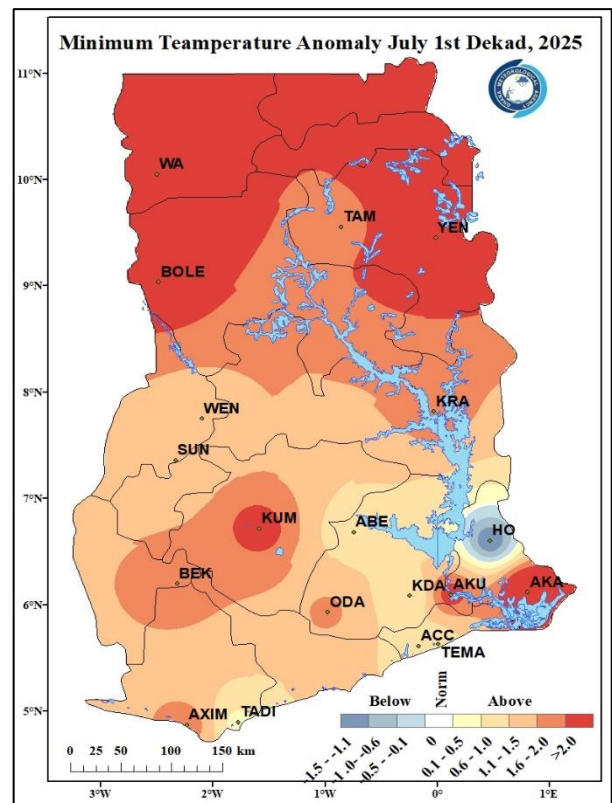 Minimum Teamperature Anomaly July 1st Dekad, 2025
GHANA METEOROLOGICAL AGENCY
11°N
10°N
9°N
8°N
7°N
6°N
5°N
WA
TAM
YEN
BOLE
KRA
WEN
SUN
KUM
ABE
HO
BEK
KDA
AKU
AKA
ODA
ACC
TEMA
AXIM
TADI
Below
Norm
Above
-1.5 - -1.1
-1 0 -0.6
-0.5 -0.1
0
0.1 - 0.5
0.6 - 1.0
1.1 - 1.5
1.6 - 2.0
>2.0
0 25 50 100 150 km
3°W
2°W
1°W
0°
1°E